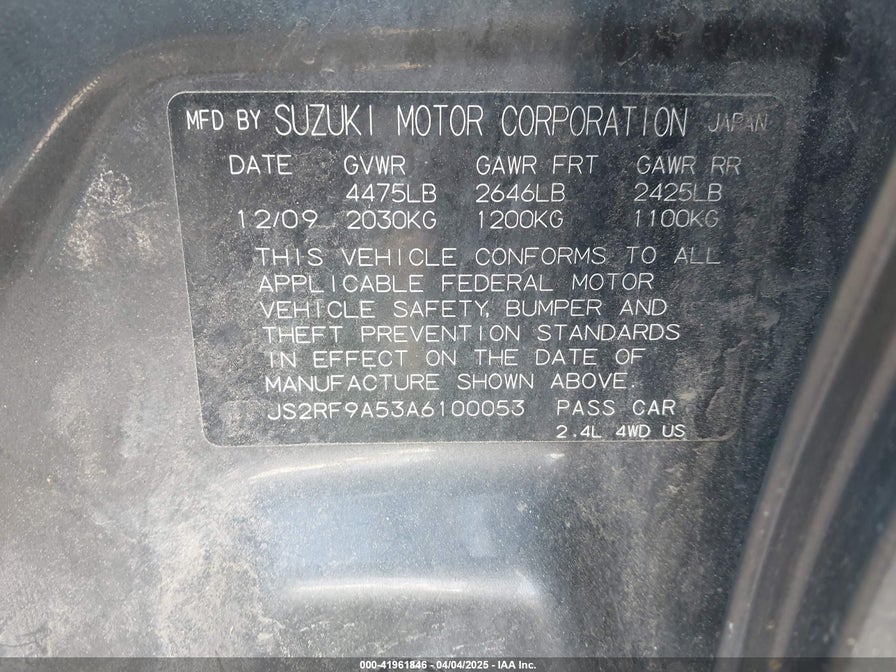 MFD BY SUZUKI MOTOR CORPORATION JAPAN
DATE GVWR GAWR FRT GAWR RR
4475LB 2646LB 2425LB
12/09 2030KG 1200KG 1100KG
THIS VEHICLE CONFORMS TO ALL
APPLICABLE FEDERAL MOTOR
VEHICLE SAFETY, BUMPER AND
THEFT PREVENTION STANDARDS
IN EFFECT ON THE DATE OF
MANUFACTURE SHOWN ABOVE.
JS2RF9A53A6100053 PASS CAR
2.4L 4WD US
000-41961846 - 04/04/2025 - IAA Inc.